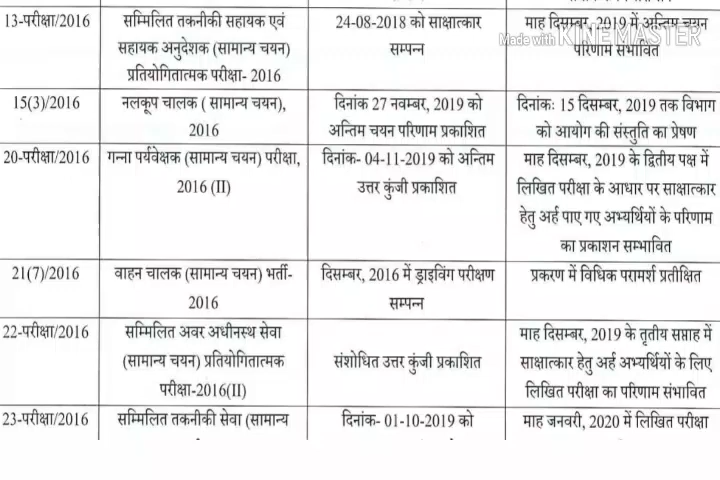 13-परीक्षा/2016 सम्मिलित तकनीकी सहायक एवं 24-08-2018 को साक्षात्कार माह दिसम्बर, 2019 में अन्तिम चयन
सहायक अनुदेशक (सामान्य चयन) सम्पन्न परिणाम संभावित
प्रतियोगितात्मक परीक्षा- 2016
Made with KINEMASTER
15(3)/2016 नलकूप चालक ( सामान्य चयन), दिनांक 27 नवम्बर, 2019 को दिनांकः 15 दिसम्बर, 2019 तक विभाग
2016 अन्तिम चयन परिणाम प्रकाशित को आयोग की संस्तुति का प्रेषण
20-परीक्षा/2016 गन्ना पर्यवेक्षक (सामान्य चयन) परीक्षा, दिनांक- 04-11-2019 को अन्तिम माह दिसम्बर, 2019 के द्वितीय पक्ष में
2016 (II) उत्तर कुंजी प्रकाशित लिखित परीक्षा के आधार पर साक्षात्कार
हेतु अर्ह पाए गए अभ्यर्थियों के परिणाम
का प्रकाशन सम्भावित
21(7)/2016 वाहन चालक (सामान्य चयन) भर्ती- दिसम्बर, 2016 में ड्राइविंग परीक्षण प्रकरण में विधिक परामर्श प्रतीक्षित
2016 सम्पन्न
22-परीक्षा/2016 सम्मिलित अवर अधीनस्थ सेवा संशोधित उत्तर कुंजी प्रकाशित माह दिसम्बर, 2019 के तृतीय सप्ताह में
(सामान्य चयन) प्रतियोगितात्मक साक्षात्कार हेतु अर्ह अभ्यर्थियों के लिए
परीक्षा-2016(II) लिखित परीक्षा का परिणाम संभावित
23-परीक्षा/2016 सम्मिलित तकनीकी सेवा (सामान्य दिनांक- 01-10-2019 को माह जनवरी, 2020 में लिखित परीक्षा